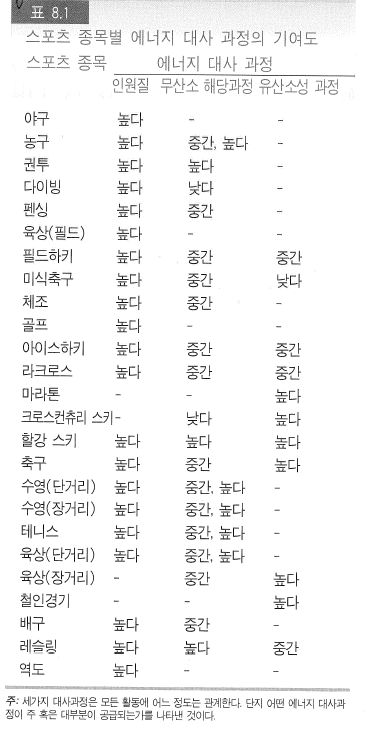 표 8.1
스포츠 종목별 에너지 대사 과정의 기여도
스포츠 종목 에너지 대사 과정
인원질 무산소 해당과정 유산소성 과정
야구 높다 - -
농구 높다 중간, 높다 -
권투 높다 높다 -
다이빙 높다 낮다 -
펜싱 높다 중간 -
육상(필드) 높다 - -
필드하키 높다 중간 중간
미식축구 높다 중간 낮다
체조 높다 중간 -
골프 높다 - -
아이스하키 높다 중간 중간
라크로스 높다 중간 중간
마라톤 - - 높다
크로스컨츄리 스키 - 낮다 높다
할강 스키 높다 높다 높다
축구 높다 중간 높다
수영(단거리) 높다 중간, 높다 -
수영(장거리) 높다 중간, 높다 -
테니스 높다 중간, 높다 -
육상(단거리) 높다 중간, 높다 -
육상(장거리) - 중간 높다
철인경기 - - 높다
배구 높다 중간 -
레슬링 높다 높다 중간
역도 높다 - -
주: 세가지 대사과정은 모든 활동에 어느 정도는 관계한다. 단지 어떤 에너지 대사과
정이 주 혹은 대부분이 공급되는가를 나타낸 것이다.